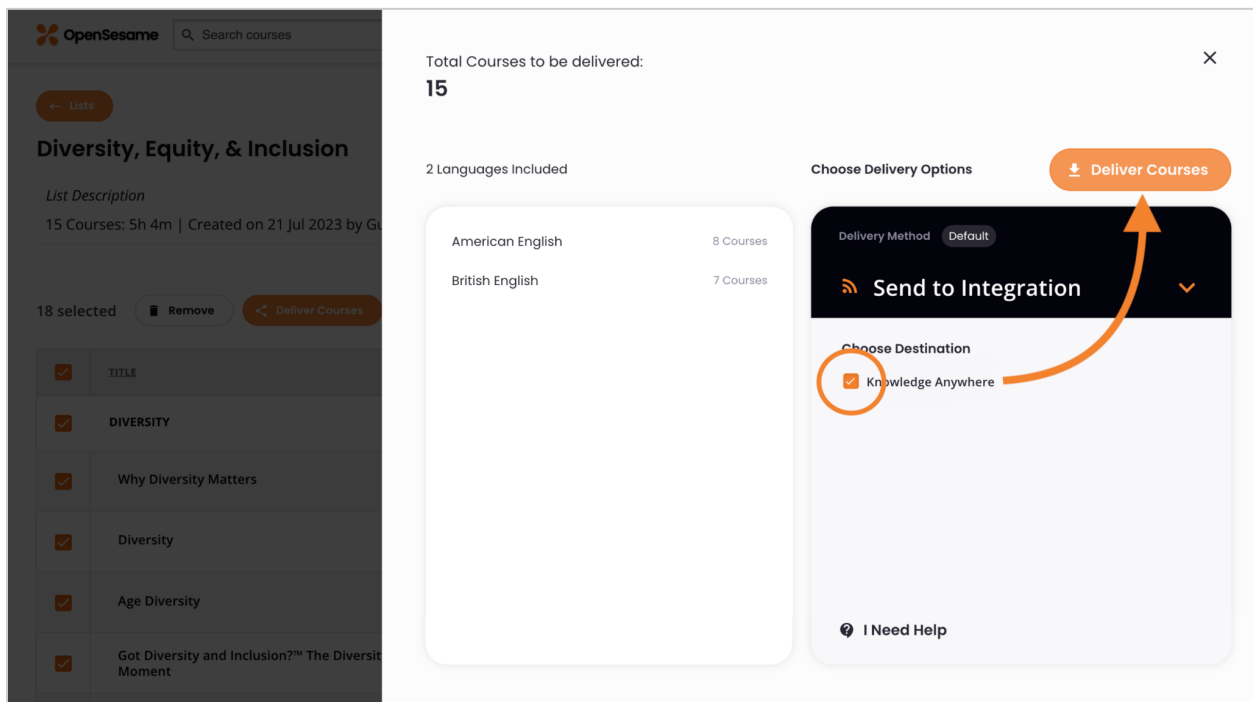 OpenSesame
Search courses
← Lists
Diversity, Equity, & Inclusion
List Description
15 Courses: 5h 4m | Created on 21 Jul 2023 by Gu
18 selected
Remove
Deliver Courses
TITLE
DIVERSITY
Why Diversity Matters
Diversity
Age Diversity
Got Diversity and Inclusion?™ The Diversit
Moment
Total Courses to be delivered:
15
2 Languages Included
American English 8 Courses
British English 7 Courses
Choose Delivery Options
Deliver Courses
Delivery Method Default
Send to Integration
Choose Destination
Knowledge Anywhere
I Need Help